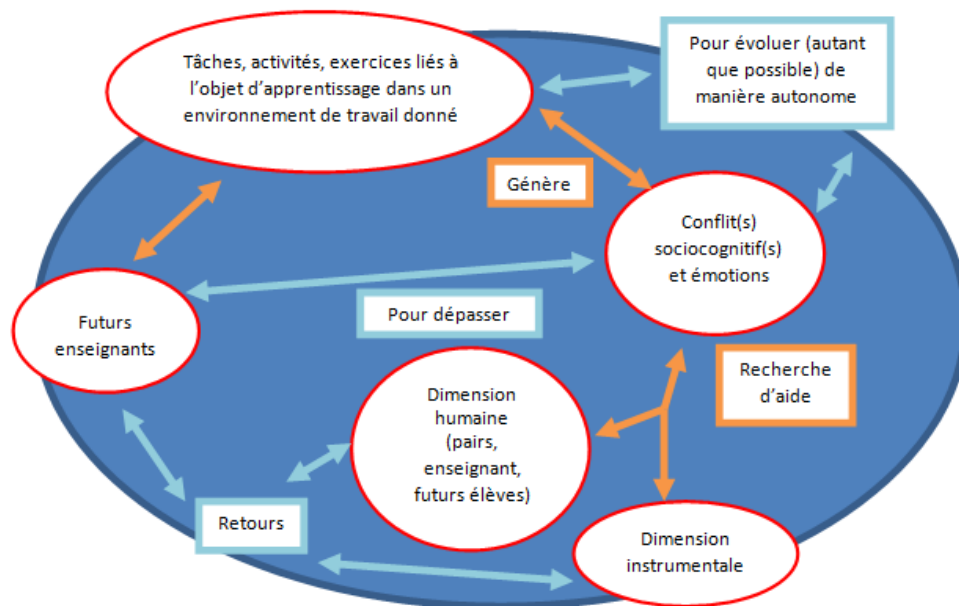 Tâches, activités, exercices liés à
l'objet d'apprentissage dans un
environnement de travail donné
Pour évoluer (autant
que possible) de
manière autonome
Génère
Conflit(s)
sociocognitif(s)
et émotions
Futurs
enseignants
Pour dépasser
Recherche
d'aide
Dimension
humaine
(pairs,
enseignant,
futurs élèves)
Retours
Dimension
instrumentale